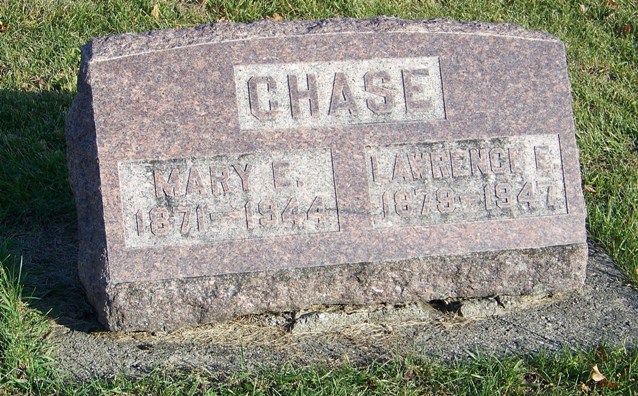 CHASE
MARY E.
1871-1944
LAWRENCE E.
1879-1947